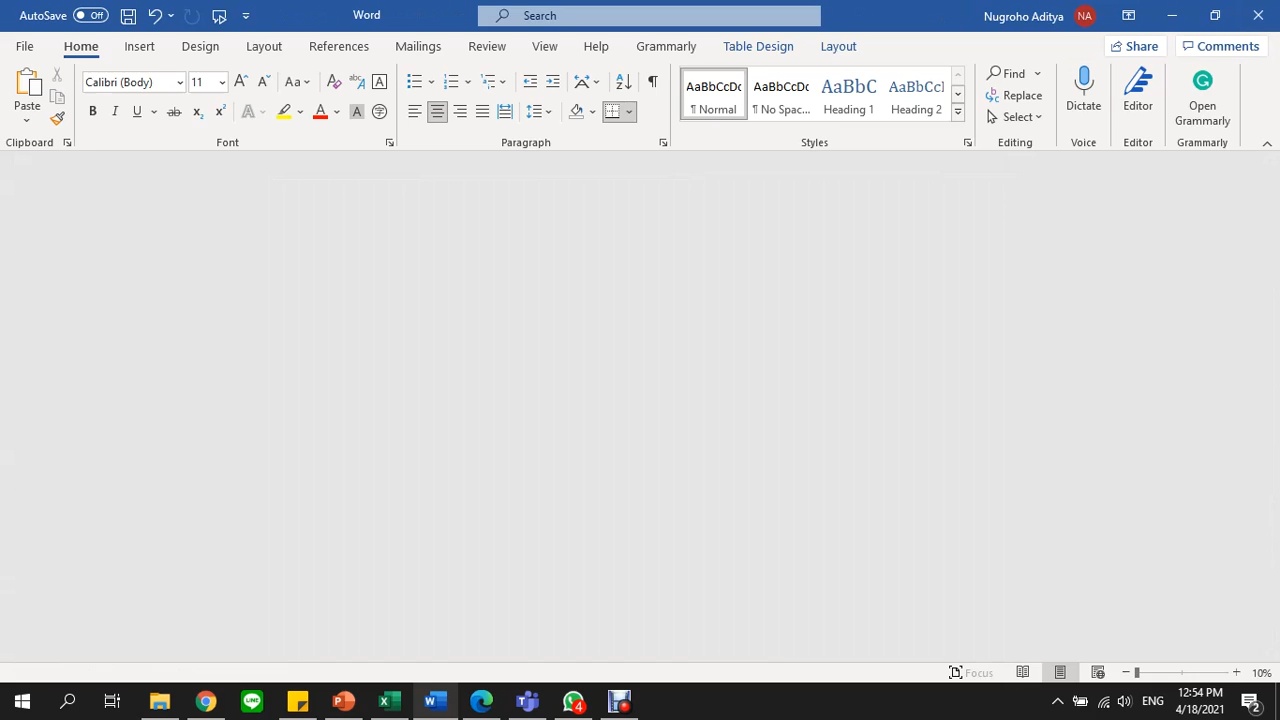 AutoSave Off Word Search Nugroho Aditya NA
File Home Insert Design Layout References Mailings Review View Help Grammarly Table Design Layout Share Comments
Paste Calibri (Body) 11 Aa AaBbCcDc AaBbCcDc AaBbC AaBbCcI Find Replace Select Dictate Editor Open Grammarly
¶ Normal ¶ No Spac... Heading 1 Heading 2
Clipboard Font Paragraph Styles Editing Voice Editor Grammarly
Focus 10%
ENG 12:54 PM
4 4/18/2021 2